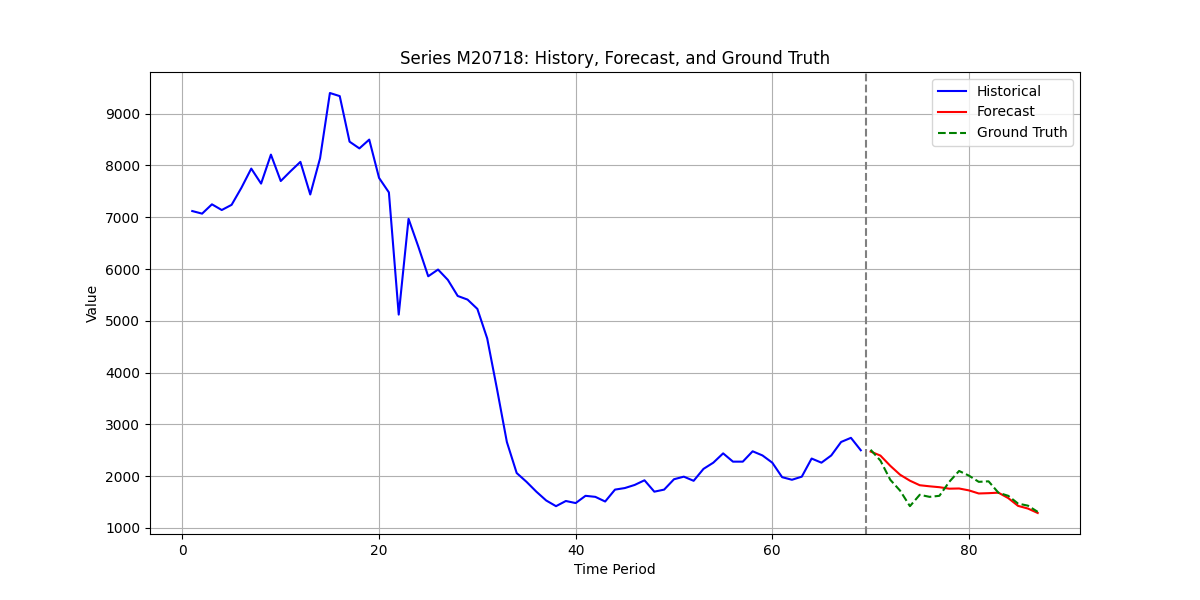 Series M20718: History, Forecast, and Ground Truth
Historical
Forecast
Ground Truth
Value
9000
8000
7000
6000
5000
4000
3000
2000
1000
0 20 40 60 80
Time Period